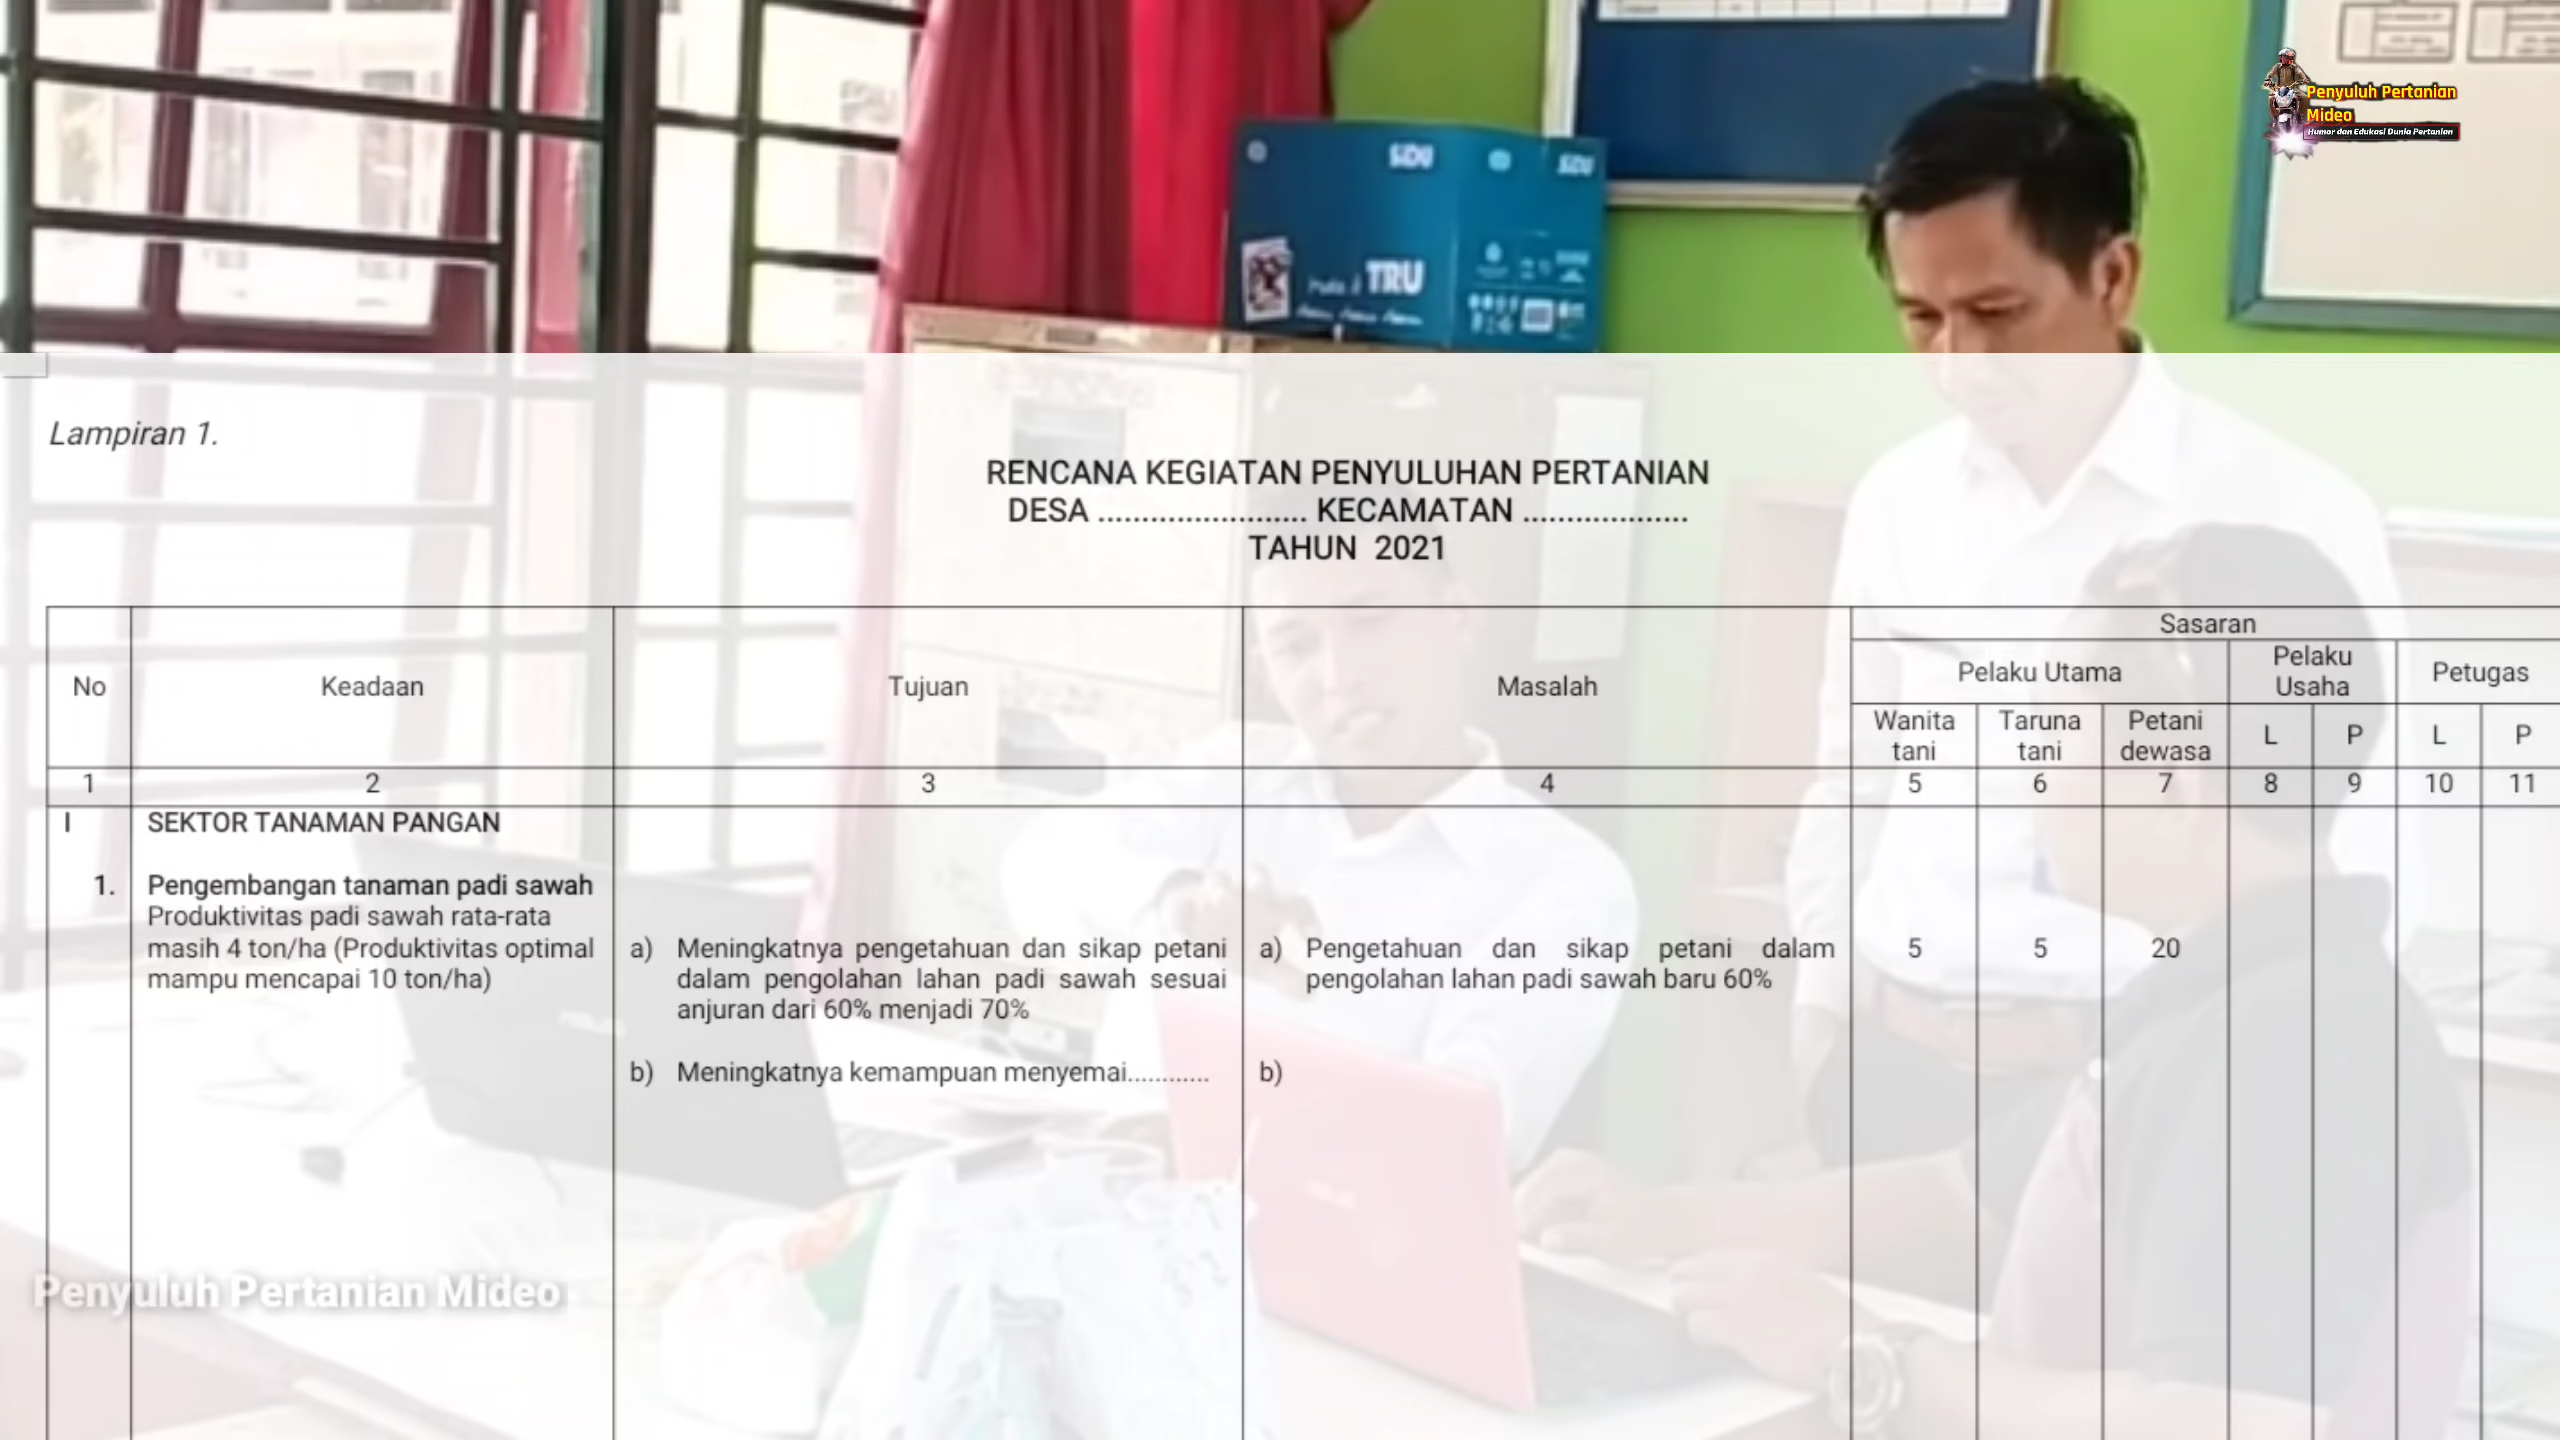 SiDU
SiDU
TRU
Penyuluh Pertanian
Mideo
Humor dan Edukasi Dunia Pertanian
Lampiran 1.
RENCANA KEGIATAN PENYULUHAN PERTANIAN
DESA ........................ KECAMATAN ...................
TAHUN 2021
No
Keadaan
Tujuan
Masalah
Sasaran
Pelaku Utama
Pelaku
Usaha
Petugas
Wanita
tani
Taruna
tani
Petani
dewasa
L
P
L
P
1 2 3 4 5 6 7 8 9 10 11
I SEKTOR TANAMAN PANGAN
1. Pengembangan tanaman padi sawah
Produktivitas padi sawah rata-rata
masih 4 ton/ha (Produktivitas optimal
mampu mencapai 10 ton/ha)
a) Meningkatnya pengetahuan dan sikap petani
dalam pengolahan lahan padi sawah sesuai
anjuran dari 60% menjadi 70%
b) Meningkatnya kemampuan menyemai............
a) Pengetahuan dan sikap petani dalam
pengolahan lahan padi sawah baru 60%
b)
5 5 20
Penyuluh Pertanian Mideo